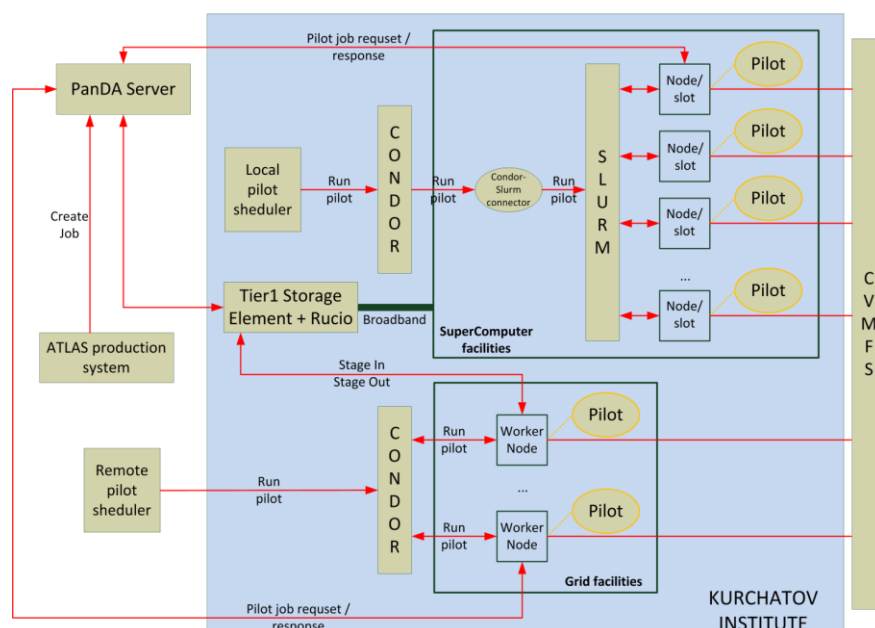 Pilot job requset /
response
PanDA Server
Node/
slot
Pilot
Node/
slot
Pilot
Local
pilot
sheduler
Run
pilot
C
O
N
D
O
R
Run
pilot
Condor-
Slurm
connector
Run
pilot
S
L
U
R
M
Node/
slot
Pilot
...
Node/
slot
Pilot
Create
Job
Tier1 Storage
Element + Rucio
Broadband
SuperComputer
facilities
C
V
M
F
S
ATLAS production
system
Stage In
Stage Out
Remote
pilot
sheduler
Run
pilot
C
O
N
D
O
R
Run
pilot
Worker
Node
Pilot
...
Run
pilot
Worker
Node
Pilot
Grid facilities
Pilot job requset /
response
KURCHATOV
INSTITUTE